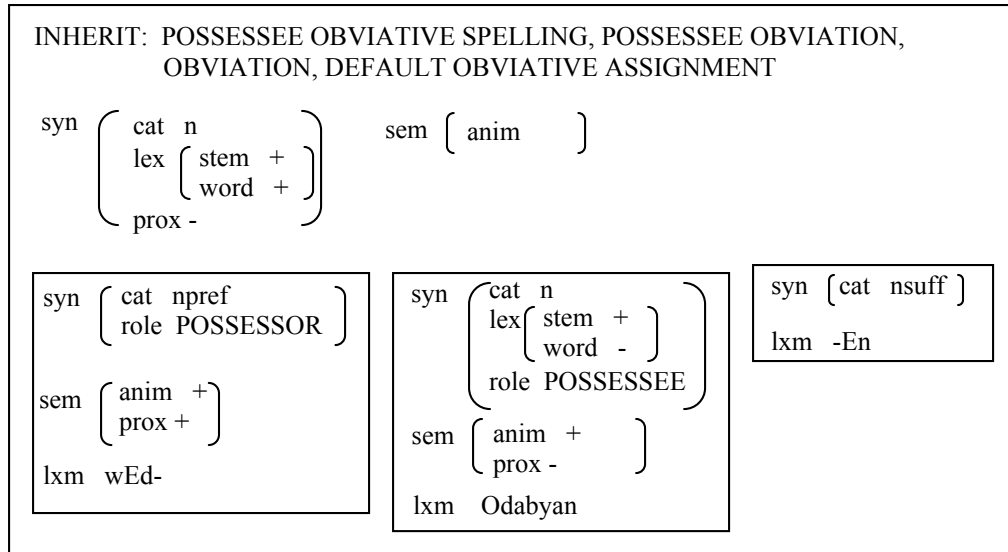 INHERIT: POSSESSEE OBVIATIVE SPELLING, POSSESSEE OBVIATION,
OBVIATION, DEFAULT OBVIATIVE ASSIGNMENT
syn cat n
lex stem +
word +
prox -
sem anim
syn cat npref
role POSSESSOR
sem anim +
prox +
lxm wEd-
syn cat n
lex stem +
word -
role POSSESSEE
sem anim +
prox -
lxm Odabyan
syn cat nsuff
lxm -En